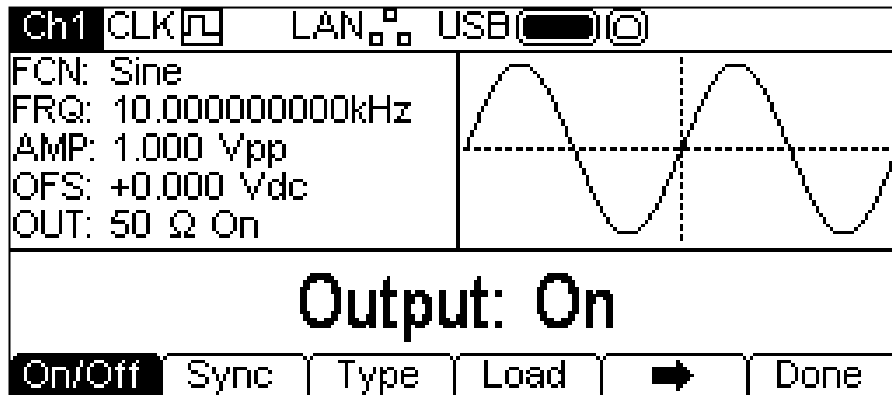 Ch1 CLK LAN USB
FCN: Sine
FRQ: 10.000000000kHz
AMP: 1.000 Vpp
OFS: +0.000 Vdc
OUT: 50 Ω On
Output: On
On/Off Sync Type Load Done